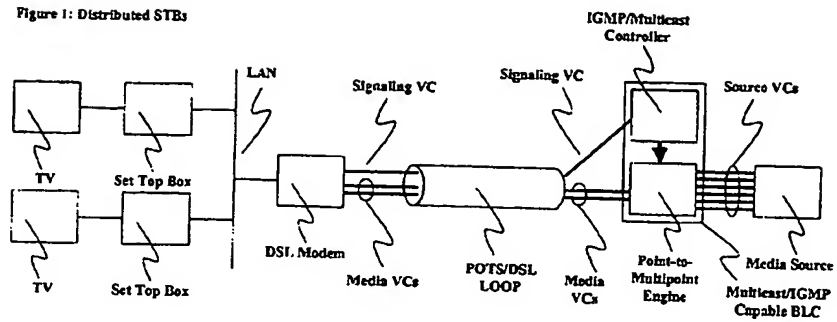 Figure 1: Distributed STBs
IGMP/Multicast
Controller
LAN
Signaling VC
Signaling VC
Source VCs
TV
Set Top Box
DSL Modem
Media VCs
POTS/DSL
LOOP
Media
VCs
Point-to-
Multipoint
Engine
Media Source
TV
Set Top Box
Multicast/IGMP
Capable BLC